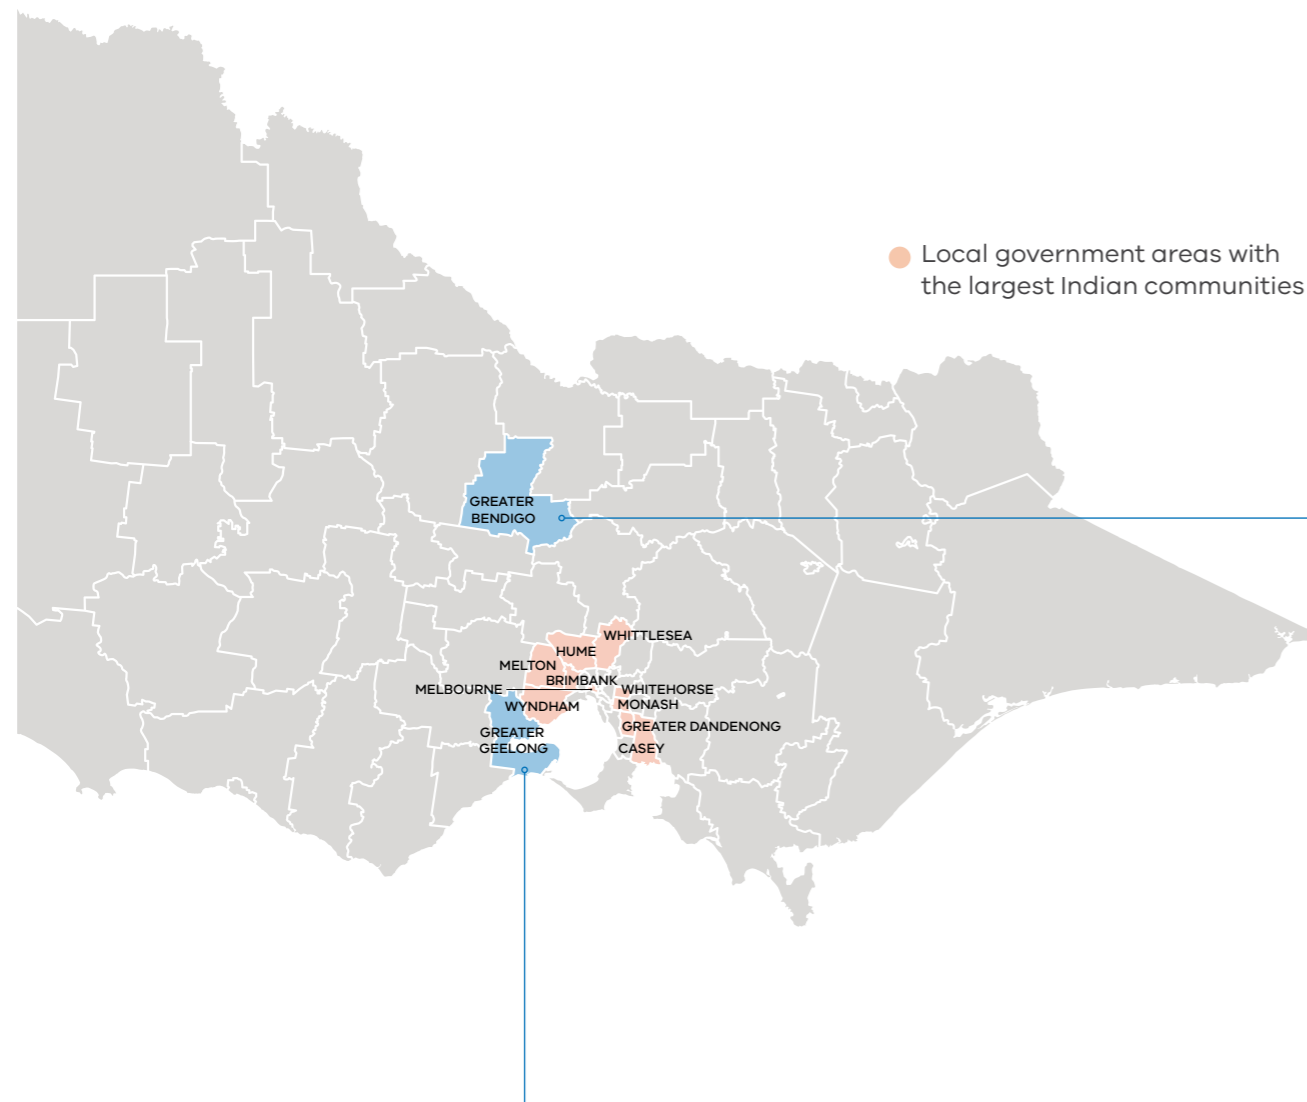 Local government areas with
the largest Indian communities
GREATER
BENDIGO
WHITTLESEA
HUME
MELTON
BRIMBANK
MELBOURNE
WHITEHORSE
MONASH
WYNDHAM
GREATER DANDENONG
GREATER
GEELONG
CASEY